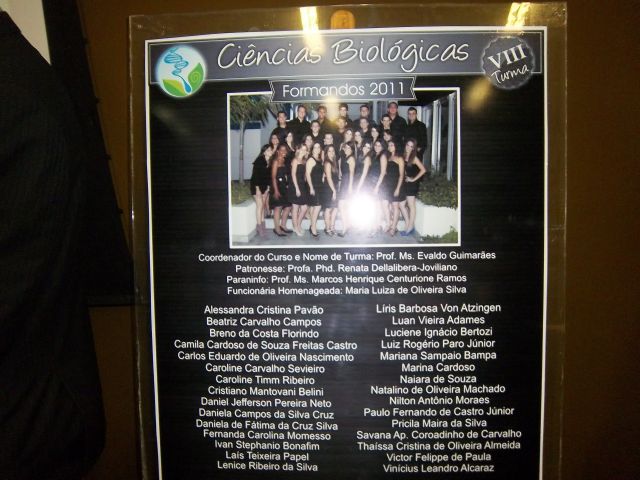 Ciências Biológicas
VIII
Turma
Formandos 2011
Coordenador do Curso e Nome de Turma: Prof. Ms. Evaldo Guimarães
Patronesse: Profa. Phd. Renata Dellalibera-Joviliano
Paraninfo: Prof. Ms. Marcos Henrique Centurione Ramos
Funcionária Homenageada: Maria Luiza de Oliveira Silva
Alessandra Cristina Pavão
Beatriz Carvalho Campos
Breno da Costa Florindo
Camila Cardoso de Souza Freitas Castro
Carlos Eduardo de Oliveira Nascimento
Caroline Carvalho Sevieiro
Caroline Timm Ribeiro
Cristiano Mantovani Belini
Daniel Jefferson Pereira Neto
Daniela Campos da Silva Cruz
Daniela de Fátima da Cruz Silva
Fernanda Carolina Momesso
Ivan Stephanio Bonafim
Laís Teixeira Papel
Lenice Ribeiro da Silva
Líris Barbosa Von Atzingen
Luan Vieira Adames
Luciene Ignácio Bertozi
Luiz Rogério Paro Júnior
Mariana Sampaio Bampa
Marina Cardoso
Naiara de Souza
Natalino de Oliveira Machado
Nilton Antônio Moraes
Paulo Fernando de Castro Júnior
Pricila Maira da Silva
Savana Ap. Coroadinho de Carvalho
Thaíssa Cristina de Oliveira Almeida
Victor Felippe de Paula
Vinícius Leandro Alcaraz